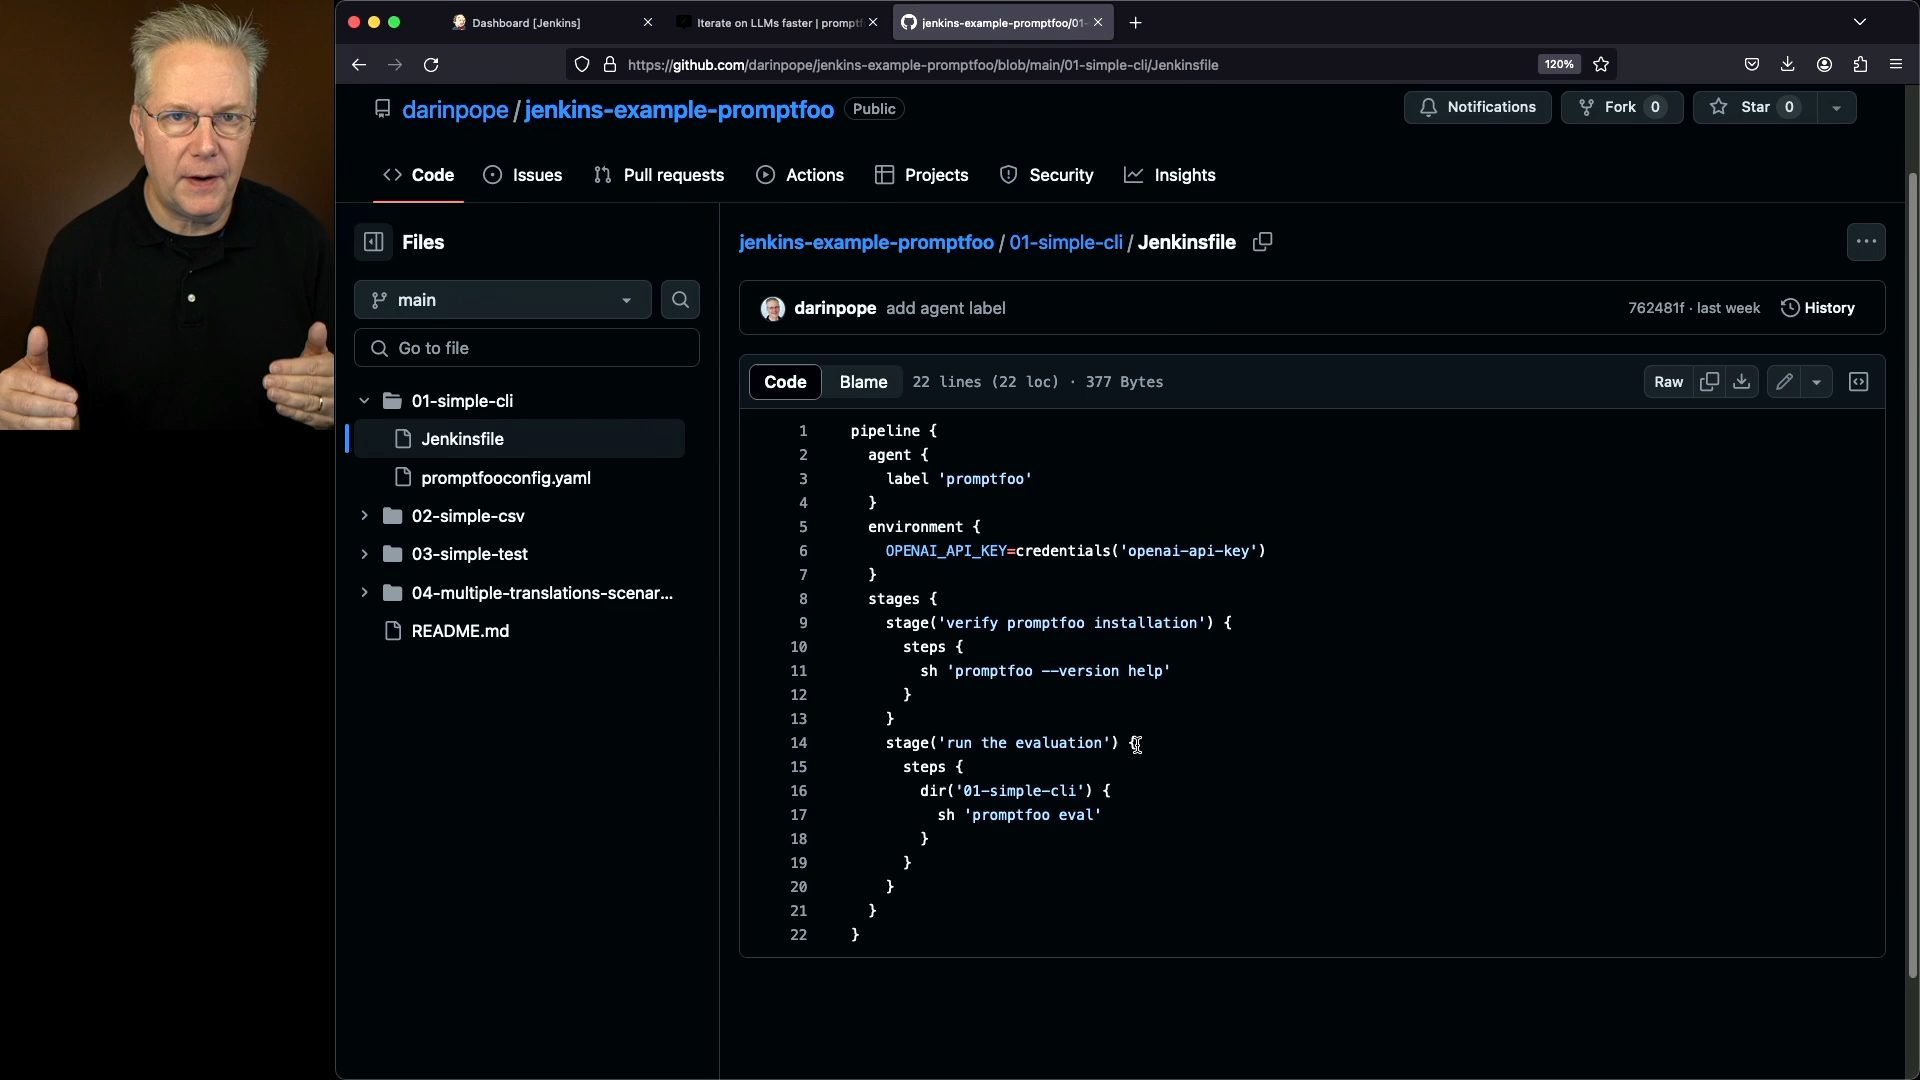 Dashboard [Jenkins]
Iterate on LLMs faster | promptf
jenkins-example-promptfoo/01-
https://github.com/darinpope/jenkins-example-promptfoo/blob/main/01-simple-cli/Jenkinsfile
120%
darinpope / jenkins-example-promptfoo Public
Notifications
Fork 0
Star 0
Code
Issues
Pull requests
Actions
Projects
Security
Insights
Files
main
Go to file
01-simple-cli
Jenkinsfile
promptfooconfig.yaml
02-simple-csv
03-simple-test
04-multiple-translations-scenar...
README.md
jenkins-example-promptfoo / 01-simple-cli / Jenkinsfile
darinpope add agent label
762481f · last week
History
Code
Blame
22 lines (22 loc) · 377 Bytes
Raw
1 pipeline {
2 agent {
3 label 'promptfoo'
4 }
5 environment {
6 OPENAI_API_KEY=credentials('openai-api-key')
7 }
8 stages {
9 stage('verify promptfoo installation') {
10 steps {
11 sh 'promptfoo --version help'
12 }
13 }
14 stage('run the evaluation') {
15 steps {
16 dir('01-simple-cli') {
17 sh 'promptfoo eval'
18 }
19 }
20 }
21 }
22 }